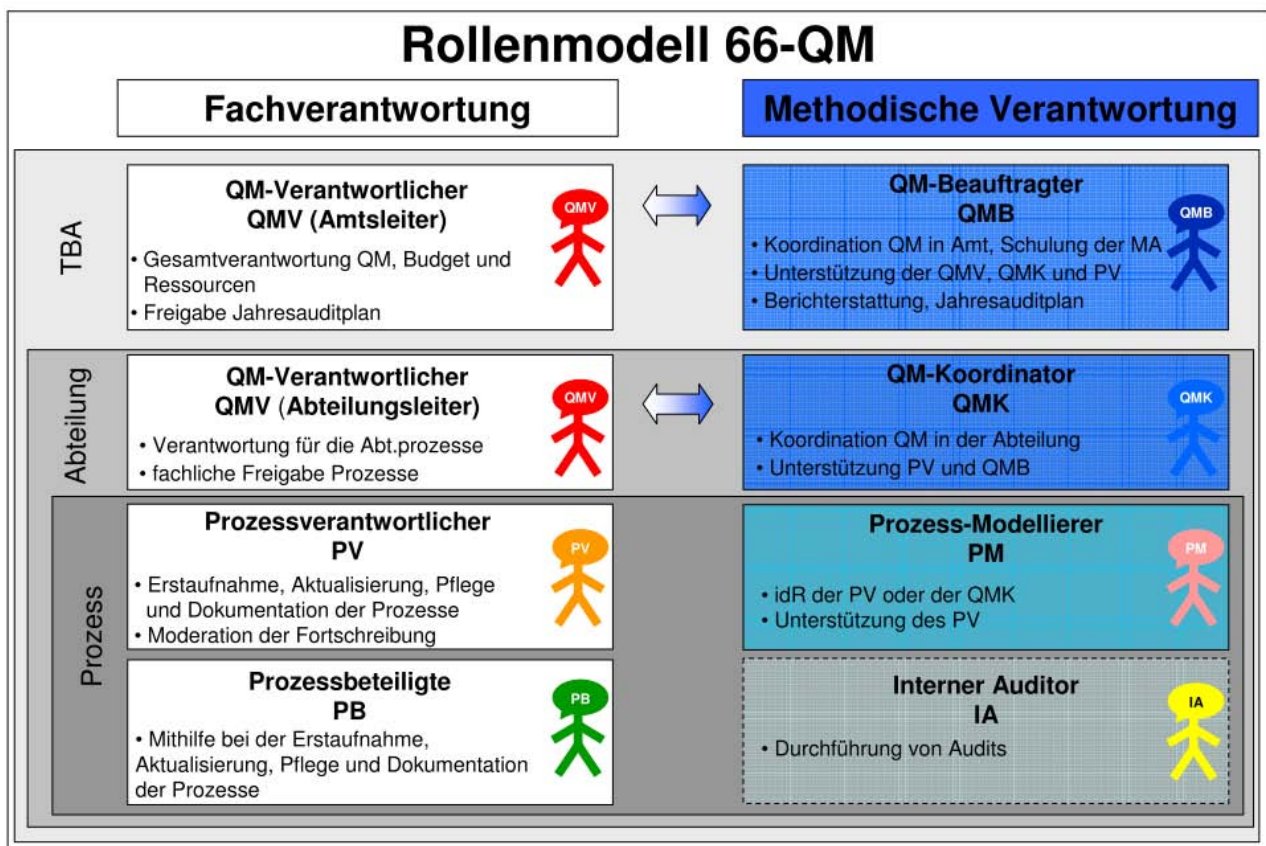 Rollenmodell 66-QM
Fachverantwortung
Methodische Verantwortung
TBA
QM-Verantwortlicher
QMV (Amtsleiter)
• Gesamtverantwortung QM, Budget und
Ressourcen
• Freigabe Jahresauditplan
QMV
QM-Beauftragter
QMB
• Koordination QM in Amt, Schulung der MA
• Unterstützung der QMV, QMK und PV
• Berichterstattung, Jahresauditplan
QMB
Abteilung
QM-Verantwortlicher
QMV (Abteilungsleiter)
• Verantwortung für die Abt.prozesse
• fachliche Freigabe Prozesse
QMV
QM-Koordinator
QMK
• Koordination QM in der Abteilung
• Unterstützung PV und QMB
QMK
Prozess
Prozessverantwortlicher
PV
• Erstaufnahme, Aktualisierung, Pflege
und Dokumentation der Prozesse
• Moderation der Fortschreibung
PV
Prozess-Modellierer
PM
• idR der PV oder der QMK
• Unterstützung des PV
PM
Prozessbeteiligte
PB
• Mithilfe bei der Erstaufnahme,
Aktualisierung, Pflege und Dokumentation
der Prozesse
PB
Interner Auditor
IA
• Durchführung von Audits
IA